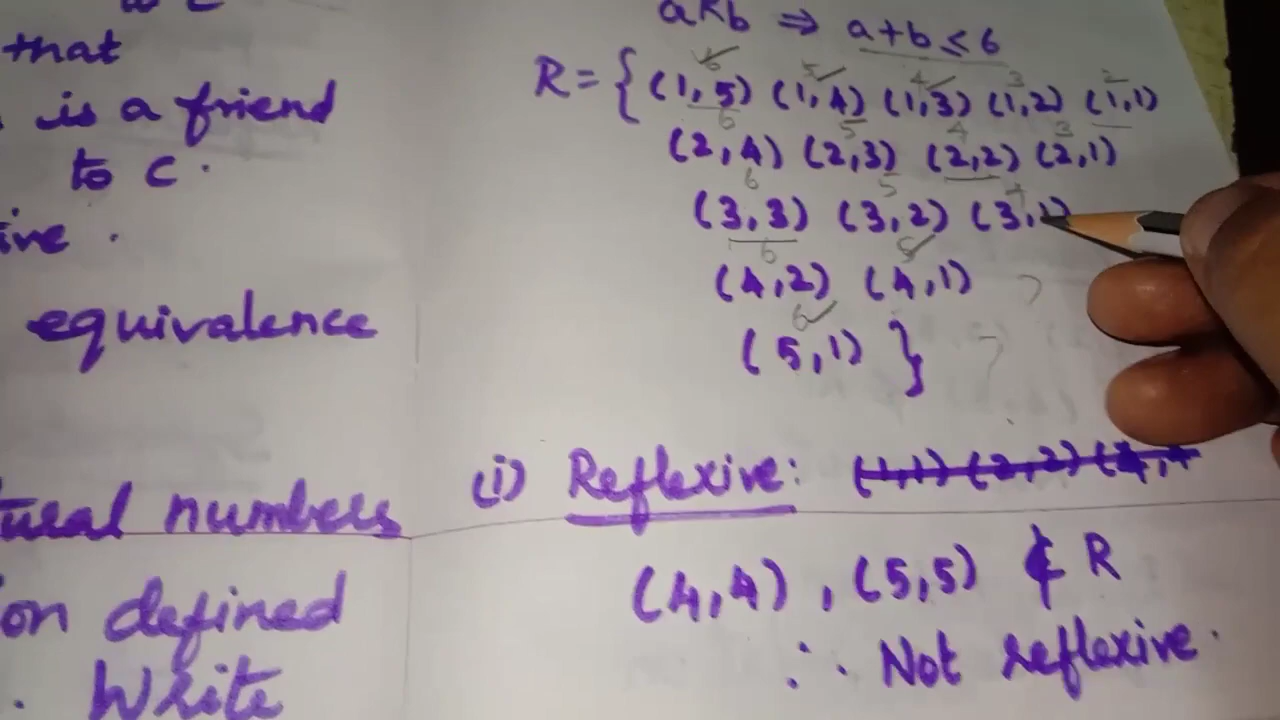 to C
that
is a friend
to C.
ive.
equivalence
tural numbers
on defined
. Write
aRb ⇒ a+b ≤ 6
R = { (1,5) (1,4) (1,3) (1,2) (1,1)
(2,4) (2,3) (2,2) (2,1)
(3,3) (3,2) (3,1)
(4,2) (4,1)
(5,1) }
(i) Reflexive:
(4,4), (5,5) ∉ R
∴ Not reflexive.